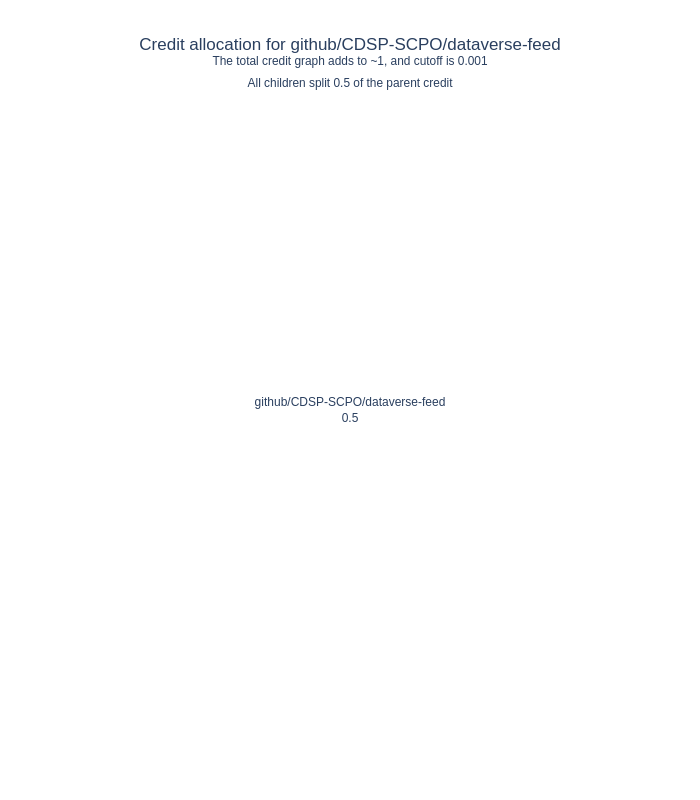 Credit allocation for github/CDSP-SCPO/dataverse-feed
The total credit graph adds to ~1, and cutoff is 0.001
All children split 0.5 of the parent credit
github/CDSP-SCPO/dataverse-feed
0.5